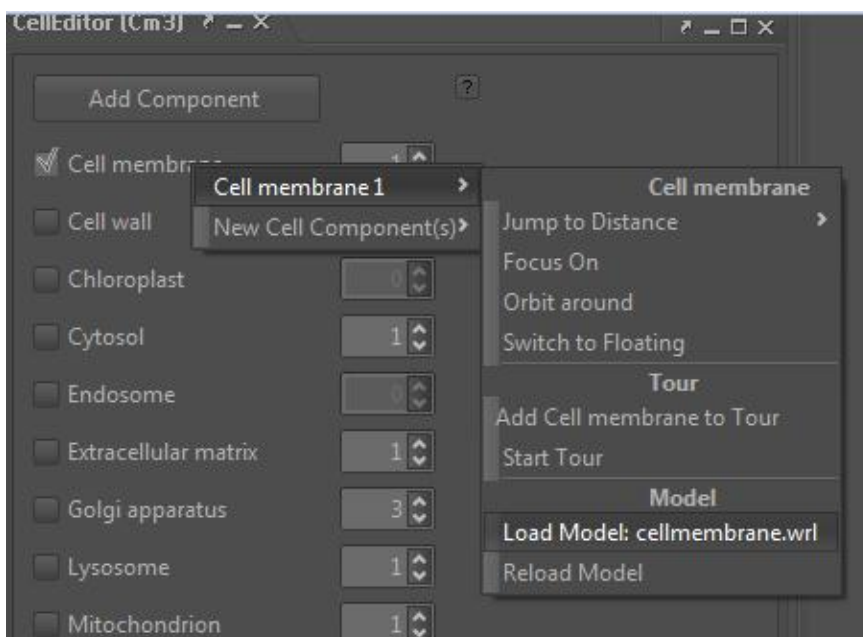 CellEditor (Cm3)
Add Component
?
Cell membrane 1
Cell membrane 1
New Cell Component(s)
Cell membrane
Jump to Distance
Focus On
Orbit around
Switch to Floating
Tour
Add Cell membrane to Tour
Start Tour
Model
Load Model: cellmembrane.wrl
Reload Model
Cell wall
Chloroplast 0
Cytosol 1
Endosome 0
Extracellular matrix 1
Golgi apparatus 3
Lysosome 1
Mitochondrion 1